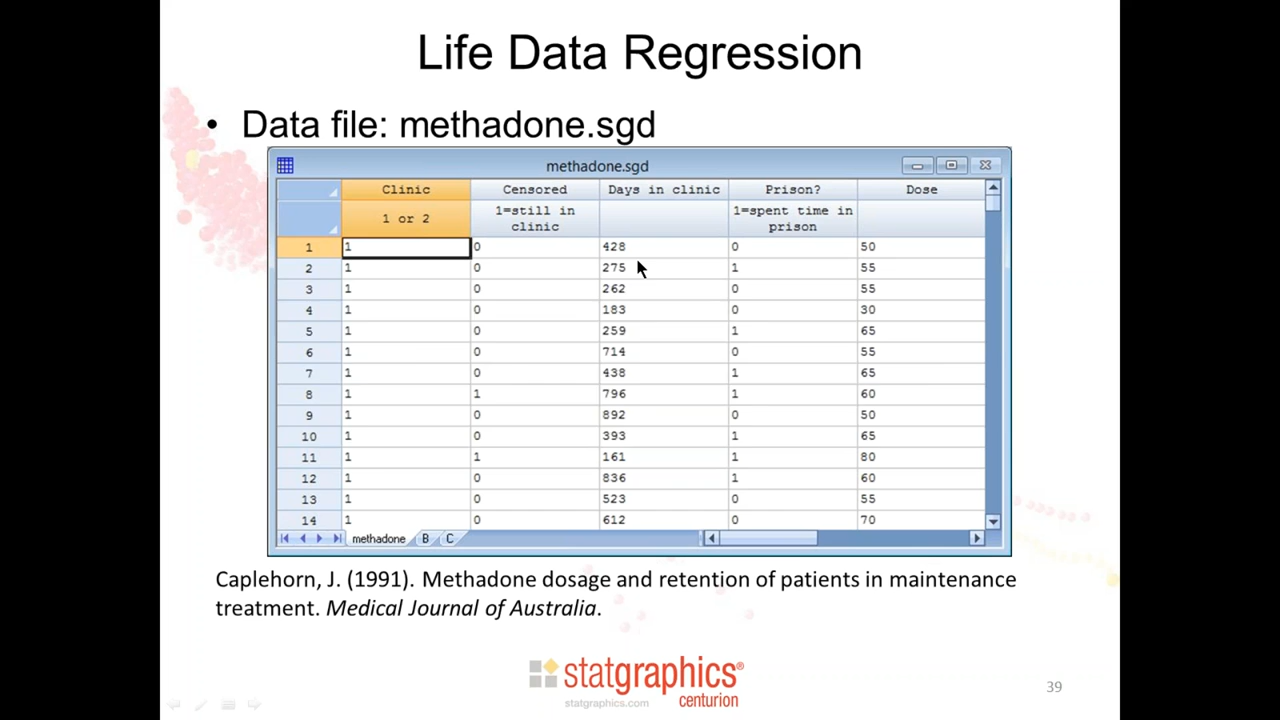 Life Data Regression
• Data file: methadone.sgd
methadone.sgd
Clinic Censored Days in clinic Prison? Dose
1 or 2 1=still in clinic 1=spent time in prison
1 1 0 428 0 50
2 1 0 275 1 55
3 1 0 262 0 55
4 1 0 183 0 30
5 1 0 259 1 65
6 1 0 714 0 55
7 1 0 438 1 65
8 1 1 796 1 60
9 1 0 892 0 50
10 1 0 393 1 65
11 1 1 161 1 80
12 1 0 836 1 60
13 1 0 523 0 55
14 1 0 612 0 70
methadone B C
Caplehorn, J. (1991). Methadone dosage and retention of patients in maintenance
treatment. Medical Journal of Australia.
statgraphics®
centurion
statgraphics.com
39